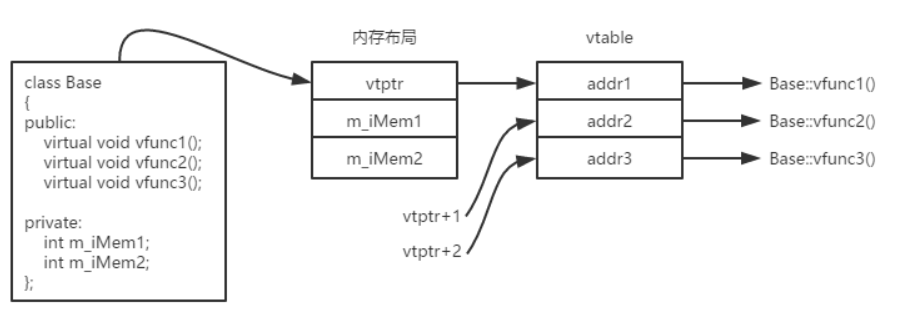 内存布局
vtable
class Base
{
public:
virtual void vfunc1();
virtual void vfunc2();
virtual void vfunc3();
private:
int m_iMem1;
int m_iMem2;
};
vtptr
m_iMem1
m_iMem2
addr1
addr2
addr3
Base::vfunc1()
Base::vfunc2()
Base::vfunc3()
vtptr+1
vtptr+2